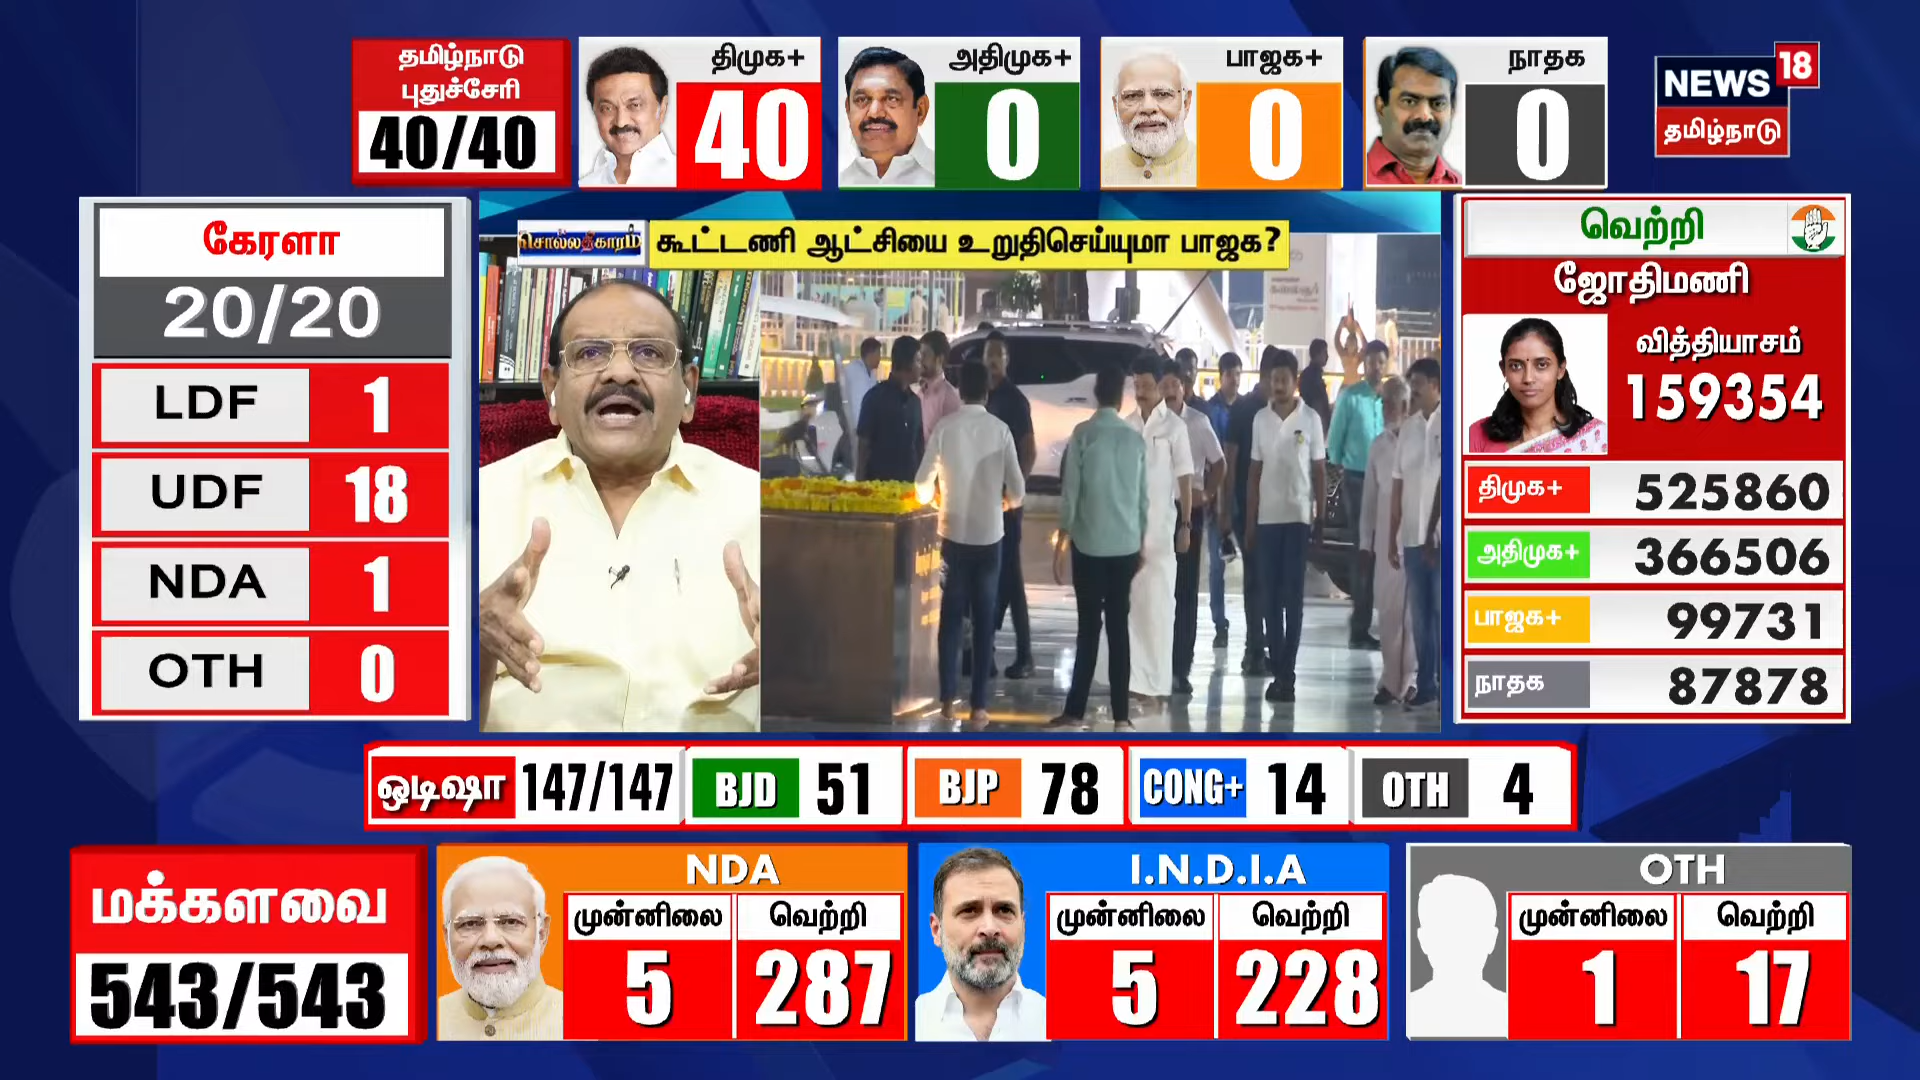 தமிழ்நாடு
புதுச்சேரி
40/40
திமுக+
40
அதிமுக+
0
பாஜக+
0
நாதக
0
NEWS 18
தமிழ்நாடு
கேரளா
20/20
LDF 1
UDF 18
NDA 1
OTH 0
சொல்லதிகாரம் கூட்டணி ஆட்சியை உறுதிசெய்யுமா பாஜக?
வெற்றி
ஜோதிமணி
வித்தியாசம்
159354
திமுக+ 525860
அதிமுக+ 366506
பாஜக+ 99731
நாதக 87878
ஒடிஷா 147/147 BJD 51 BJP 78 CONG+ 14 OTH 4
மக்களவை
543/543
NDA
முன்னிலை வெற்றி
5 287
I.N.D.I.A
முன்னிலை வெற்றி
5 228
OTH
முன்னிலை வெற்றி
1 17